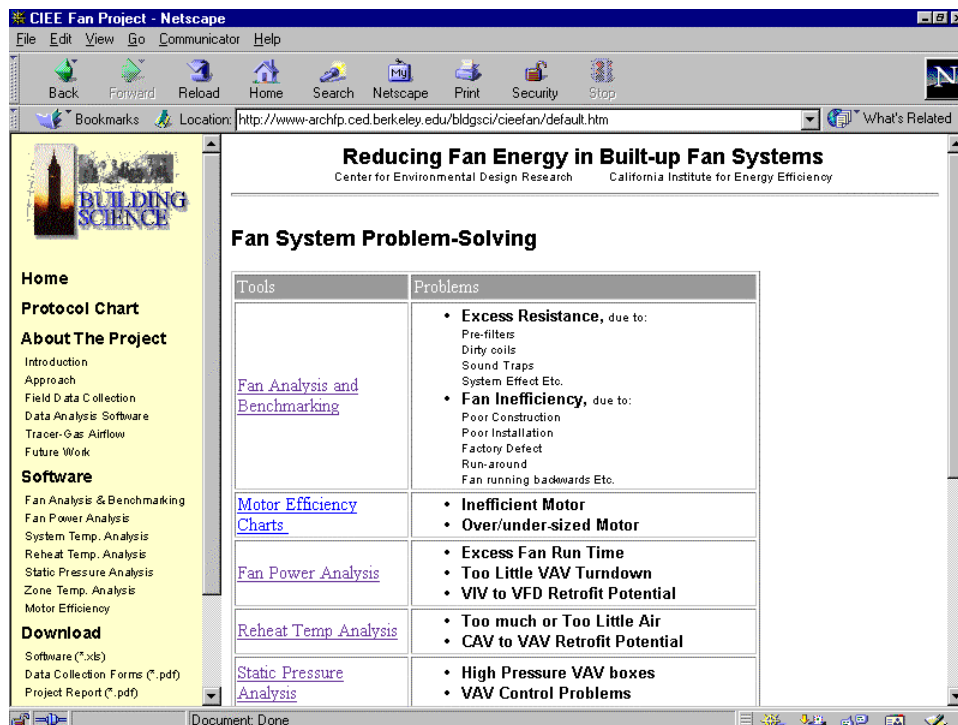 CIEE Fan Project - Netscape
File Edit View Go Communicator Help
Back Forward Reload Home Search Netscape Print Security Stop
My
N
Bookmarks Location: http://www-archfp.ced.berkeley.edu/bldgsci/cieefan/default.htm What's Related
BUILDING
SCIENCE
Home
Protocol Chart
About The Project
Introduction
Approach
Field Data Collection
Data Analysis Software
Tracer-Gas Airflow
Future Work
Software
Fan Analysis & Benchmarking
Fan Power Analysis
System Temp. Analysis
Reheat Temp. Analysis
Static Pressure Analysis
Zone Temp. Analysis
Motor Efficiency
Download
Software (*.xls)
Data Collection Forms (*.pdf)
Project Report (*.pdf)
Reducing Fan Energy in Built-up Fan Systems
Center for Environmental Design Research California Institute for Energy Efficiency
Fan System Problem-Solving
Tools Problems
Fan Analysis and
Benchmarking
• Excess Resistance, due to:
Pre-filters
Dirty coils
Sound Traps
System Effect Etc.
• Fan Inefficiency, due to:
Poor Construction
Poor Installation
Factory Defect
Run-around
Fan running backwards Etc.
Motor Efficiency
Charts
• Inefficient Motor
• Over/under-sized Motor
Fan Power Analysis
• Excess Fan Run Time
• Too Little VAV Turndown
• VIV to VFD Retrofit Potential
Reheat Temp Analysis
• Too much or Too Little Air
• CAV to VAV Retrofit Potential
Static Pressure
Analysis
• High Pressure VAV boxes
• VAV Control Problems
Document: Done